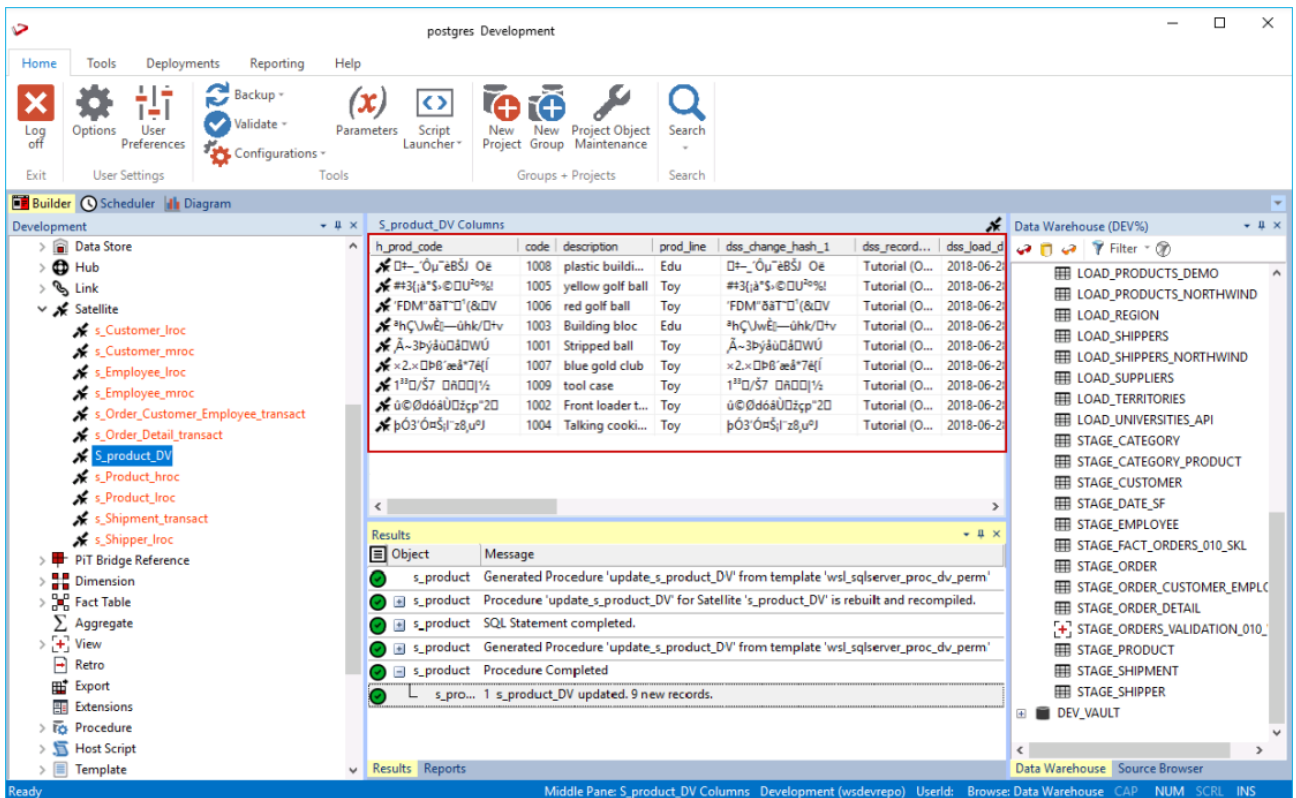 postgres Development
Home Tools Deployments Reporting Help
Log off
Options
User Preferences
Backup
Validate
Configurations
Parameters
Script Launcher
New Project
New Group
Project Object Maintenance
Search
Exit User Settings Tools Groups + Projects Search
Builder Scheduler Diagram
Development
Data Store
Hub
Link
Satellite
s_Customer_lroc
s_Customer_mroc
s_Employee_lroc
s_Employee_mroc
s_Order_Customer_Employee_transact
s_Order_Detail_transact
S_product_DV
s_Product_hroc
s_Product_lroc
s_Shipment_transact
s_Shipper_lroc
PiT Bridge Reference
Dimension
Fact Table
Aggregate
View
Retro
Export
Extensions
Procedure
Host Script
Template
S_product_DV Columns
h_prod_code code description prod_line dss_change_hash_1 dss_record... dss_load_d
1008 plastic buildi... Edu Tutorial (O... 2018-06-2
1005 yellow golf ball Toy Tutorial (O... 2018-06-2
1006 red golf ball Toy Tutorial (O... 2018-06-2
1003 Building bloc Edu Tutorial (O... 2018-06-2
1001 Stripped ball Toy Tutorial (O... 2018-06-2
1007 blue gold club Toy Tutorial (O... 2018-06-2
1009 tool case Toy Tutorial (O... 2018-06-2
1002 Front loader t... Toy Tutorial (O... 2018-06-2
1004 Talking cooki... Toy Tutorial (O... 2018-06-2
Results
Object Message
s_product Generated Procedure 'update_s_product_DV' from template 'wsl_sqlserver_proc_dv_perm'
s_product Procedure 'update_s_product_DV' for Satellite 's_product_DV' is rebuilt and recompiled.
s_product SQL Statement completed.
s_product Generated Procedure 'update_s_product_DV' from template 'wsl_sqlserver_proc_dv_perm'
s_product Procedure Completed
s_pro... 1 s_product_DV updated. 9 new records.
Results Reports
Data Warehouse (DEV%)
Filter
LOAD_PRODUCTS_DEMO
LOAD_PRODUCTS_NORTHWIND
LOAD_REGION
LOAD_SHIPPERS
LOAD_SHIPPERS_NORTHWIND
LOAD_SUPPLIERS
LOAD_TERRITORIES
LOAD_UNIVERSITIES_API
STAGE_CATEGORY
STAGE_CATEGORY_PRODUCT
STAGE_CUSTOMER
STAGE_DATE_SF
STAGE_EMPLOYEE
STAGE_FACT_ORDERS_010_SKL
STAGE_ORDER
STAGE_ORDER_CUSTOMER_EMPLC
STAGE_ORDER_DETAIL
STAGE_ORDERS_VALIDATION_010_
STAGE_PRODUCT
STAGE_SHIPMENT
STAGE_SHIPPER
DEV_VAULT
Data Warehouse Source Browser
Ready Middle Pane: S_product_DV Columns Development (wsdevrepo) UserId: Browse: Data Warehouse CAP NUM SCRL INS